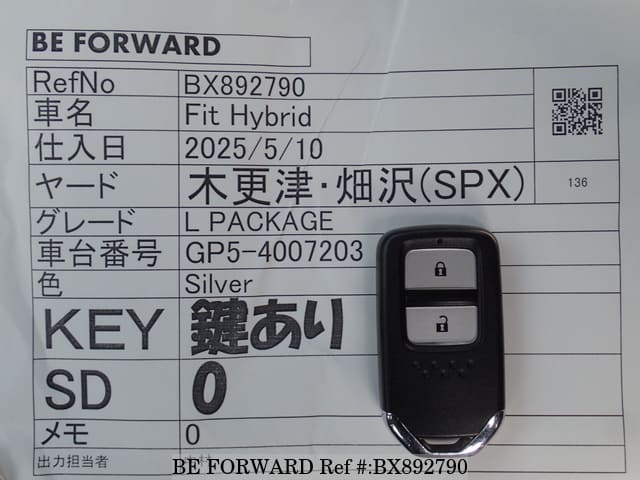 BE FORWARD
RefNo BX892790
車名 Fit Hybrid
仕入日 2025/5/10
ヤード 木更津・畑沢(SPX) 136
グレード L PACKAGE
車台番号 GP5-4007203
色 Silver
KEY 鍵あり
SD 0
メモ 0
出力担当者
BE FORWARD Ref #:BX892790